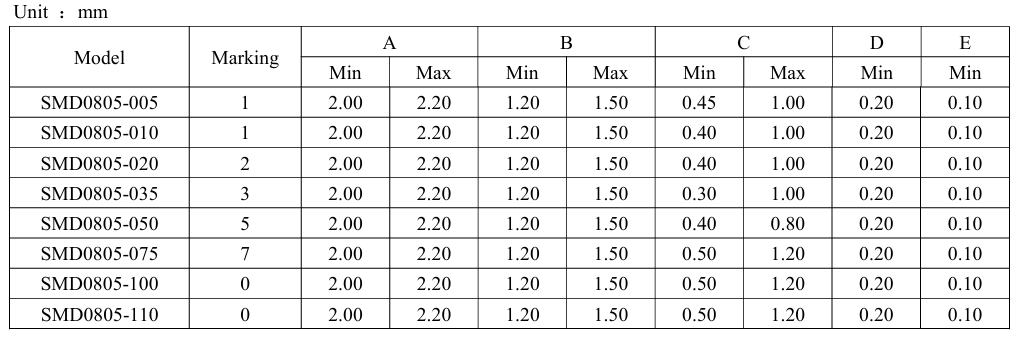 Unit : mm
Model Marking A B C D E
Min Max Min Max Min Max Min Min
SMD0805-005 1 2.00 2.20 1.20 1.50 0.45 1.00 0.20 0.10
SMD0805-010 1 2.00 2.20 1.20 1.50 0.40 1.00 0.20 0.10
SMD0805-020 2 2.00 2.20 1.20 1.50 0.40 1.00 0.20 0.10
SMD0805-035 3 2.00 2.20 1.20 1.50 0.30 1.00 0.20 0.10
SMD0805-050 5 2.00 2.20 1.20 1.50 0.40 0.80 0.20 0.10
SMD0805-075 7 2.00 2.20 1.20 1.50 0.50 1.20 0.20 0.10
SMD0805-100 0 2.00 2.20 1.20 1.50 0.50 1.20 0.20 0.10
SMD0805-110 0 2.00 2.20 1.20 1.50 0.50 1.20 0.20 0.10